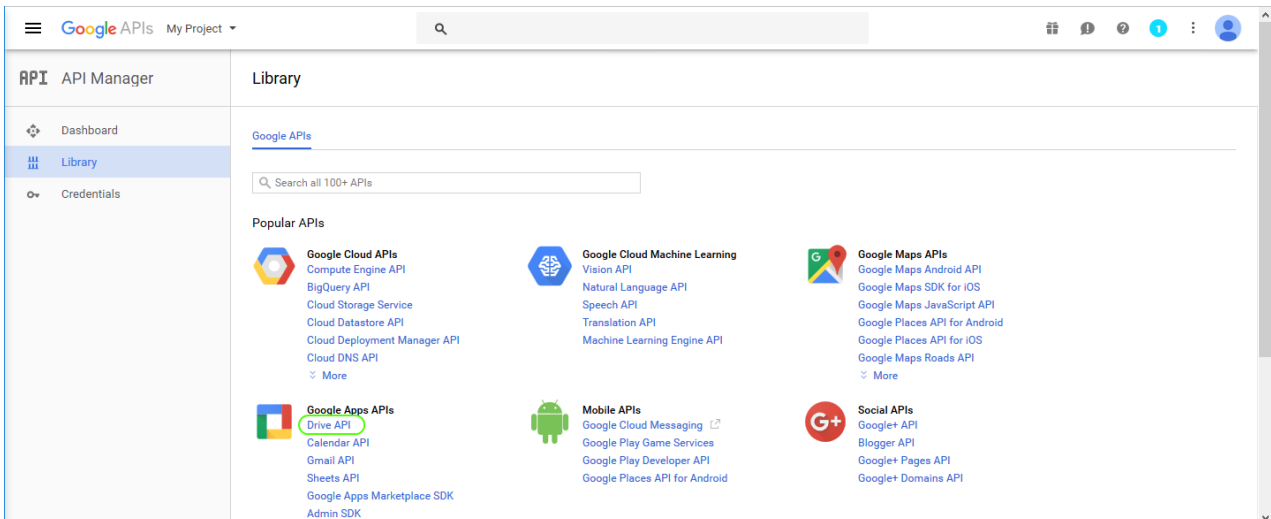 Google APIs My Project
1
API API Manager
Library
Dashboard
Library
Credentials
Google APIs
Search all 100+ APIs
Popular APIs
Google Cloud APIs
Compute Engine API
BigQuery API
Cloud Storage Service
Cloud Datastore API
Cloud Deployment Manager API
Cloud DNS API
More
Google Cloud Machine Learning
Vision API
Natural Language API
Speech API
Translation API
Machine Learning Engine API
Google Maps APIs
Google Maps Android API
Google Maps SDK for iOS
Google Maps JavaScript API
Google Places API for Android
Google Places API for iOS
Google Maps Roads API
More
Google Apps APIs
Drive API
Calendar API
Gmail API
Sheets API
Google Apps Marketplace SDK
Admin SDK
Mobile APIs
Google Cloud Messaging
Google Play Game Services
Google Play Developer API
Google Places API for Android
G+
Social APIs
Google+ API
Blogger API
Google+ Pages API
Google+ Domains API